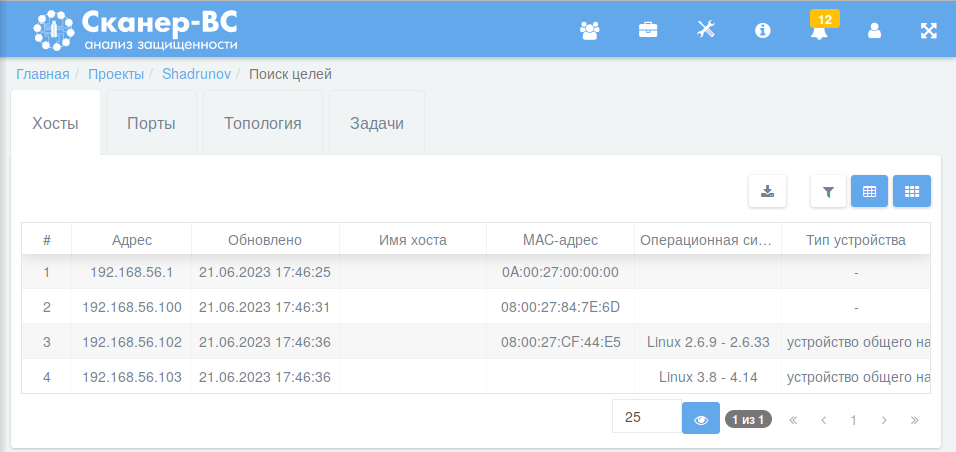 Сканер-ВС
анализ защищенности
12
Главная / Проекты / Shadrunov / Поиск целей
Хосты Порты Топология Задачи
# Адрес Обновлено Имя хоста MAC-адрес Операционная си... Тип устройства
1 192.168.56.1 21.06.2023 17:46:25 0A:00:27:00:00:00 -
2 192.168.56.100 21.06.2023 17:46:31 08:00:27:84:7E:6D -
3 192.168.56.102 21.06.2023 17:46:36 08:00:27:CF:44:E5 Linux 2.6.9 - 2.6.33 устройство общего на
4 192.168.56.103 21.06.2023 17:46:36 Linux 3.8 - 4.14 устройство общего на
25 1 из 1 « ‹ 1 › »